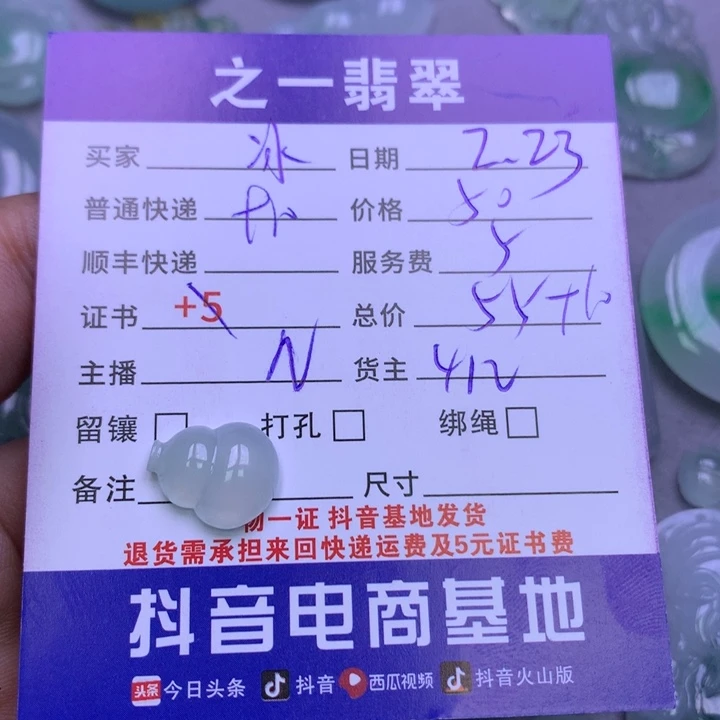 之一翡翠
买家 冰 日期 2.23
普通快递 价格 50
顺丰快递 服务费 5
证书 +5 总价 55+10
主播 N 货主 412
留镶 打孔 绑绳
备注 尺寸
物一证 抖音基地发货
退货需承担来回快递运费及5元证书费
抖音电商基地
头条 今日头条 抖音 西瓜视频 抖音火山版